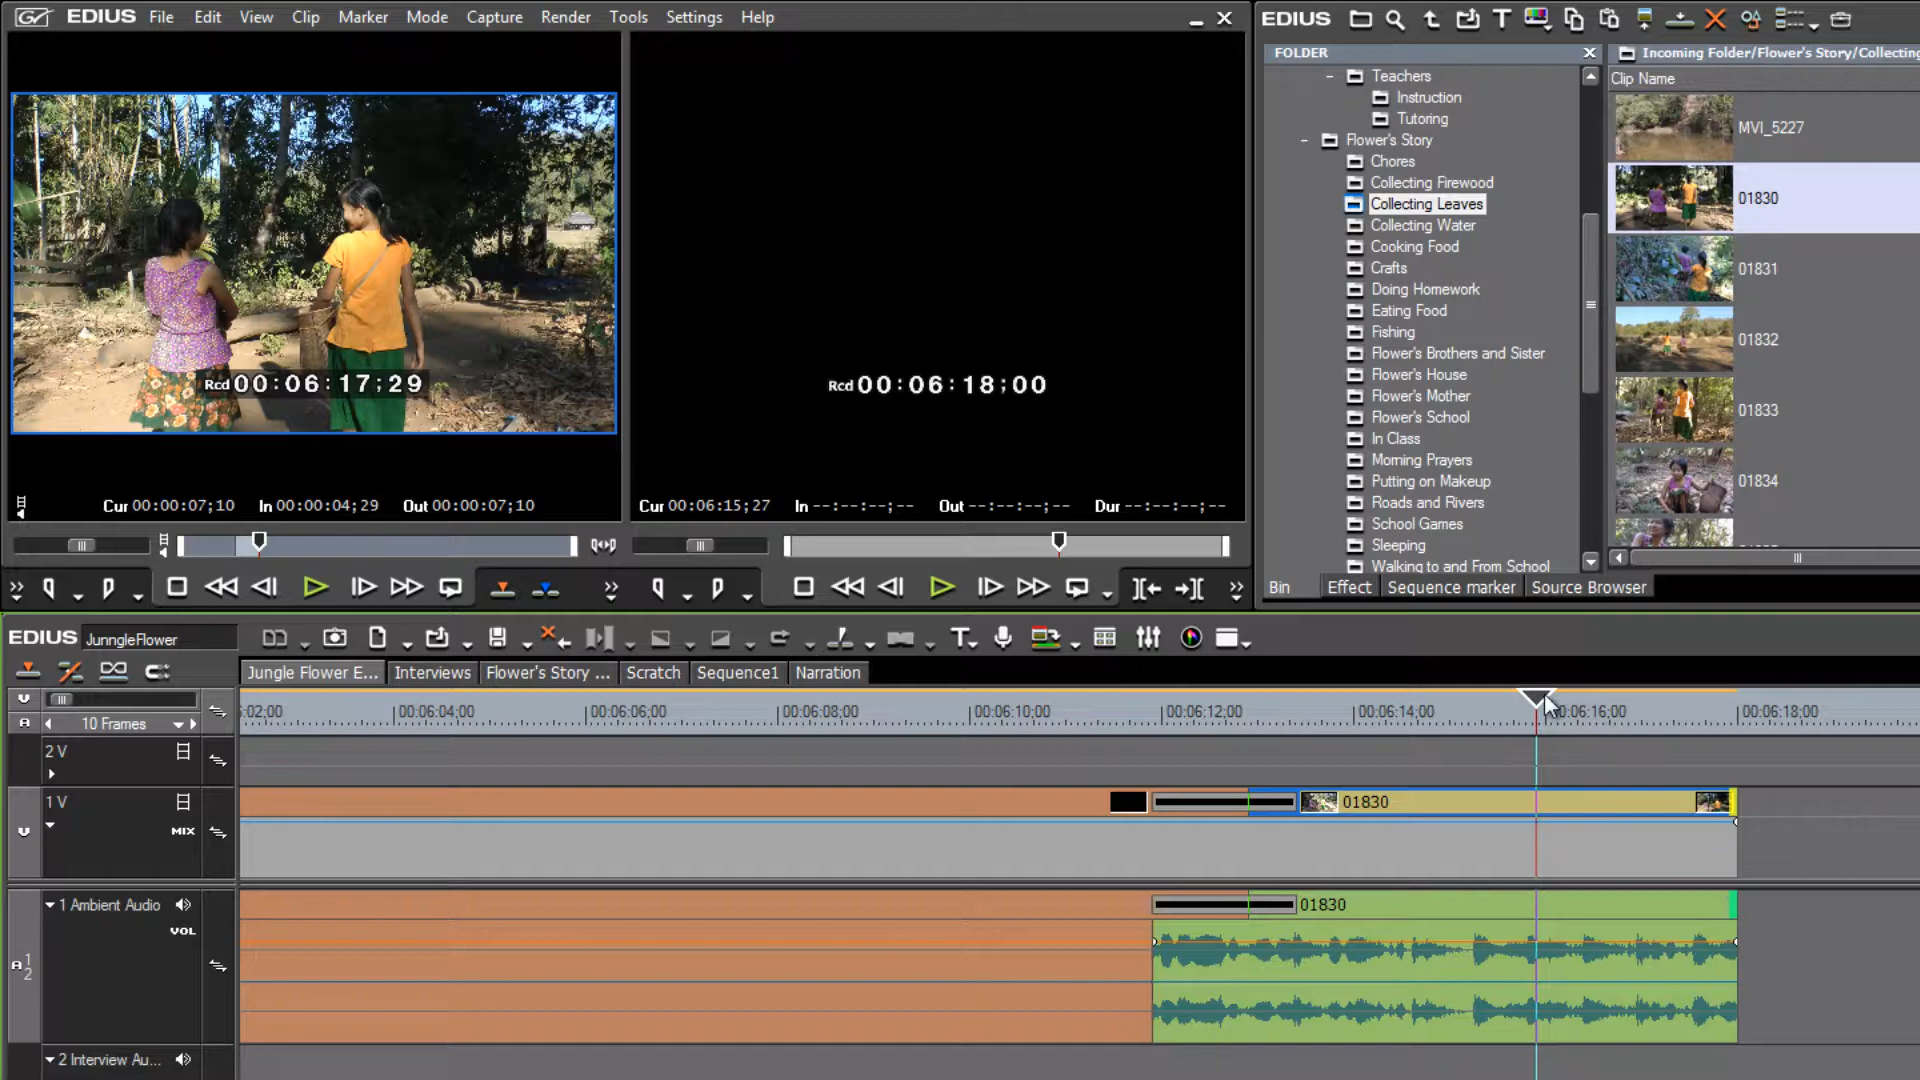 EDIUS File Edit View Clip Marker Mode Capture Render Tools Settings Help
Rcd 00:06:17;29
Cur 00:00:07;10 In 00:00:04;29 Out 00:00:07;10
Rcd 00:06:18;00
Cur 00:06:15;27 In --:--:--;-- Out --:--:--;-- Dur --:--:--;--
EDIUS
FOLDER
Teachers
Instruction
Tutoring
Flower's Story
Chores
Collecting Firewood
Collecting Leaves
Collecting Water
Cooking Food
Crafts
Doing Homework
Eating Food
Fishing
Flower's Brothers and Sister
Flower's House
Flower's Mother
Flower's School
In Class
Morning Prayers
Putting on Makeup
Roads and Rivers
School Games
Sleeping
Walking to and From School
Incoming Folder/Flower's Story/Collecting
Clip Name
MVI_5227
01830
01831
01832
01833
01834
Bin Effect Sequence marker Source Browser
EDIUS JunngleFlower
Jungle Flower E... Interviews Flower's Story ... Scratch Sequence1 Narration
10 Frames
:02;00 00:06:04;00 00:06:06;00 00:06:08;00 00:06:10;00 00:06:12;00 00:06:14;00 :06:16;00 00:06:18;00
2 V
1 V
01830
MIX
1 Ambient Audio
01830
VOL
A 1
2
2 Interview Au...